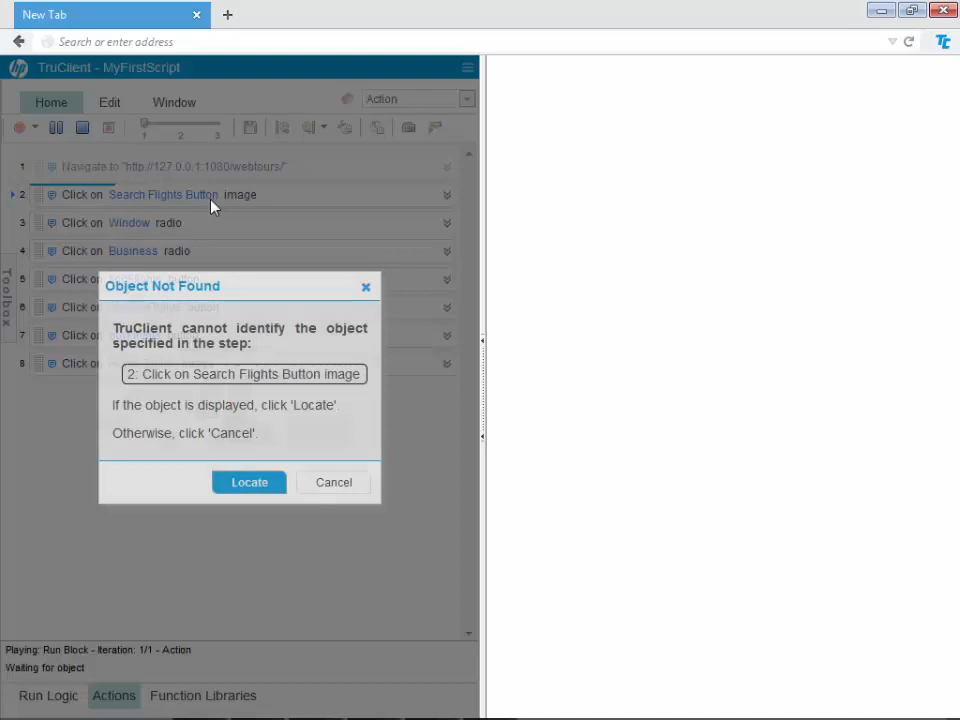 New Tab
Search or enter address
TruClient - MyFirstScript
Home
Edit
Window
Action
1 2 3
1 Navigate to "http://127.0.0.1:1080/webtours/"
2 Click on Search Flights Button image
3 Click on Window radio
4 Click on Business radio
5 Click on button
6 Click on button
7 Click
8 Click on
Toolbox
Object Not Found
TruClient cannot identify the object
specified in the step:
2: Click on Search Flights Button image
If the object is displayed, click 'Locate'.
Otherwise, click 'Cancel'.
Locate
Cancel
Playing: Run Block - Iteration: 1/1 - Action
Waiting for object
Run Logic
Actions
Function Libraries